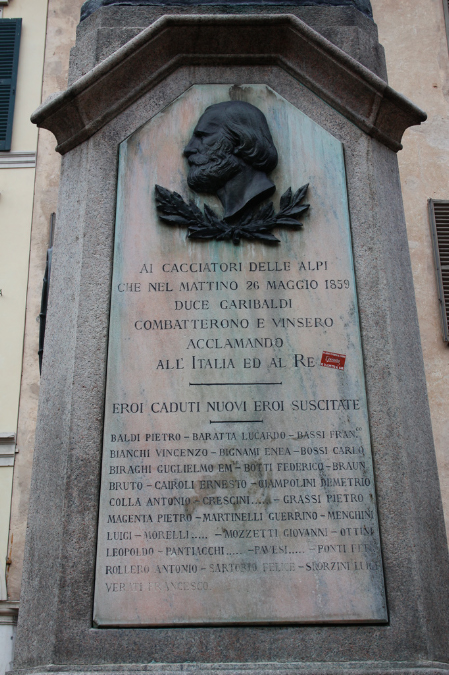 AI CACCIATORI DELLE ALPI
CHE NEL MATTINO 26 MAGGIO 1859
DUCE GARIBALDI
COMBATTERONO E VINSERO
ACCLAMANDO
ALL'ITALIA ED AL RE
EROI CADUTI NUOVI EROI SUSCITATE
BALDI PIETRO - BARATTA LUCARDO - BASSI FRANC.
BIANCHI VINCENZO - BIGNAMI ENEA - BOSSI CARLO
BIRAGHI GUGLIELMO EM - BOTTI FEDERICO - BRAUN
BRUTO - CAIROLI ERNESTO - CIAMPOLINI DEMETRIO
COLLA ANTONIO - CRESCINI..... - GRASSI PIETRO
MAGENTA PIETRO - MARTINELLI GUERRINO - MENGHINI
LUIGI - MORELLI..... - MOZZETTI GIOVANNI - OTTINI
LEOPOLDO - PANTIACCHI..... - PAVESI..... - PONTI
ROLLERO ANTONIO - SARTORIO FELICE -
FRANCESCO